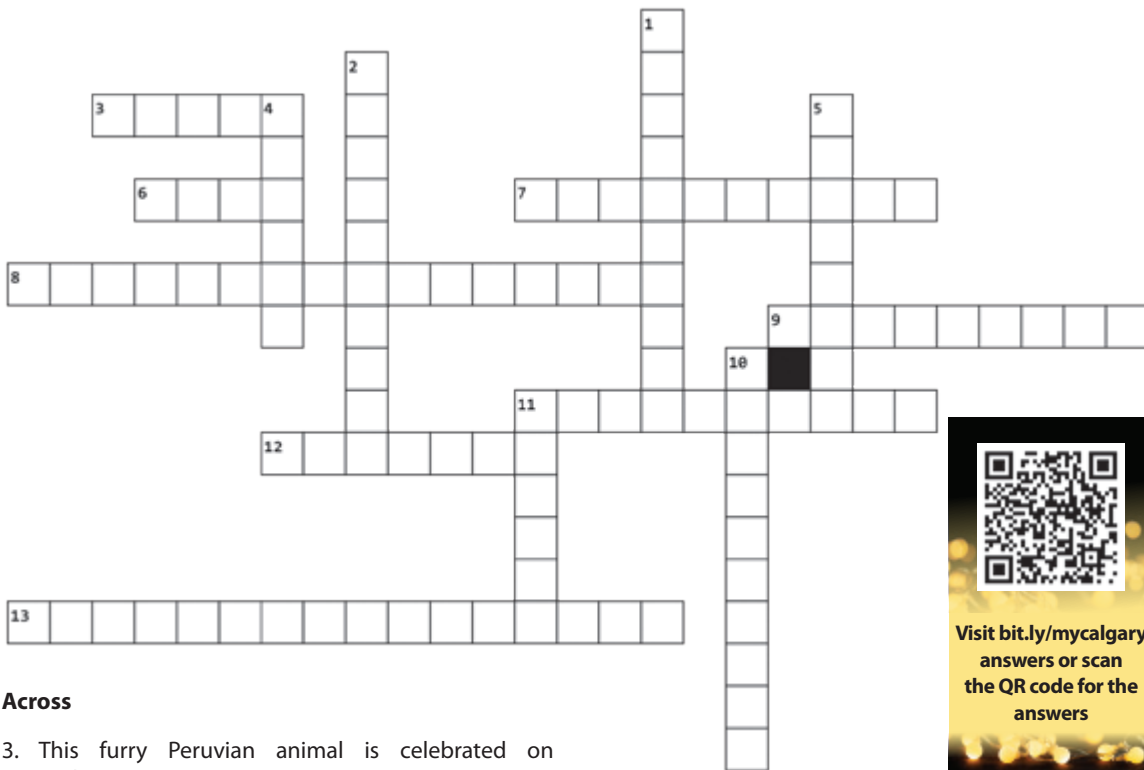 1
2
3 4 5
6 7
8
9
10
11
12
13
Visit bit.ly/mycalgary
answers or scan
the QR code for the
answers
Across
3. This furry Peruvian animal is celebrated on